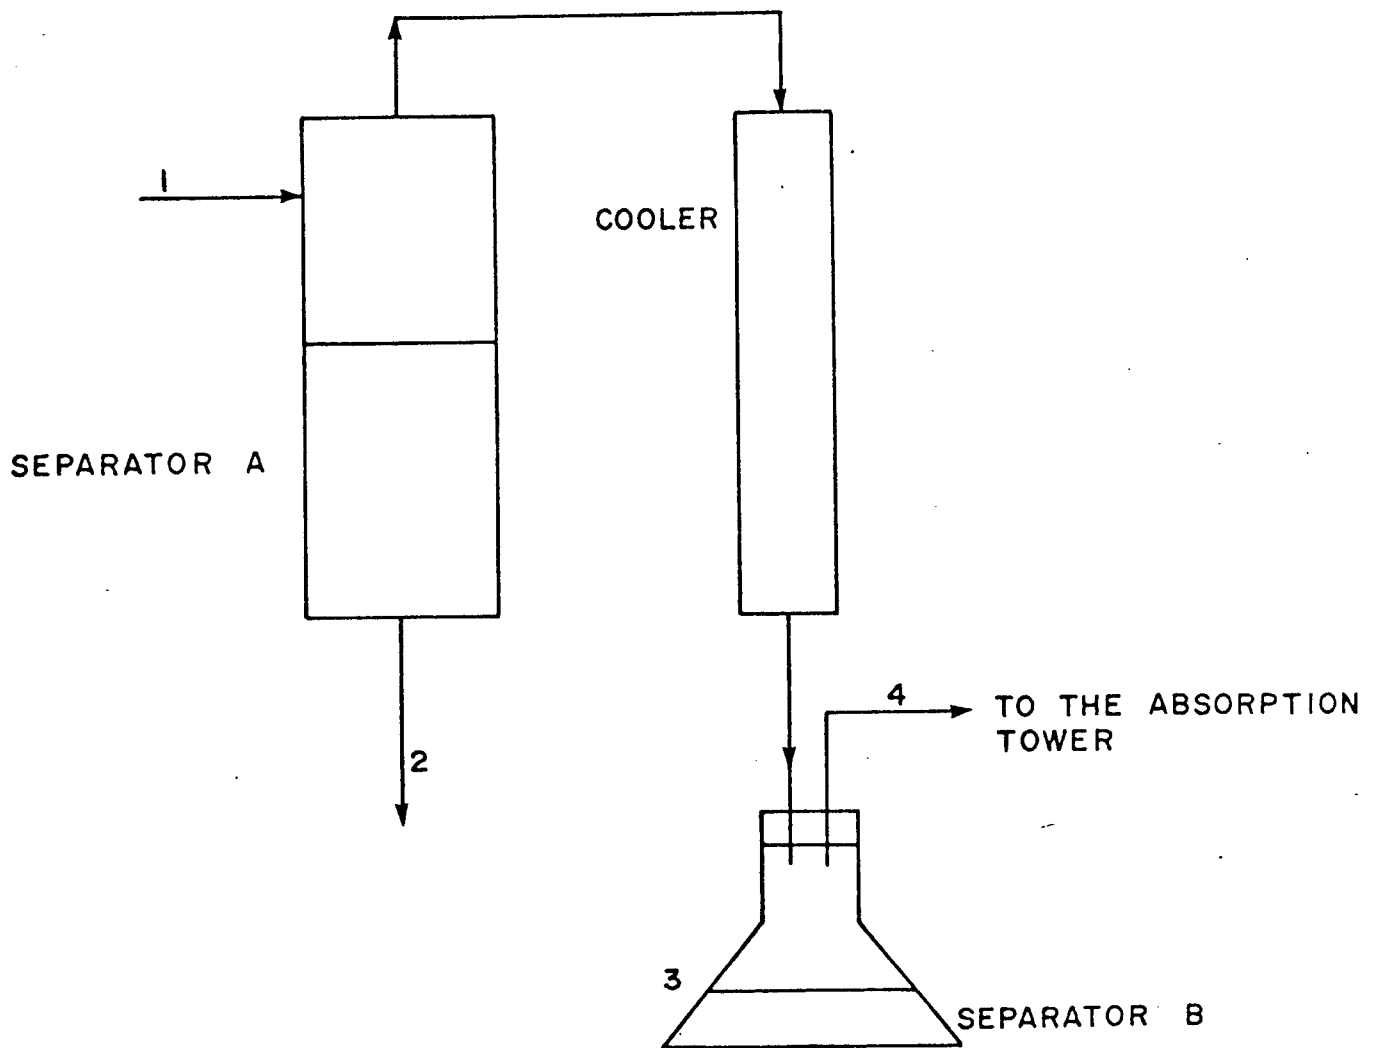 1
COOLER
SEPARATOR A
2
4
TO THE ABSORPTION
TOWER
3
SEPARATOR B